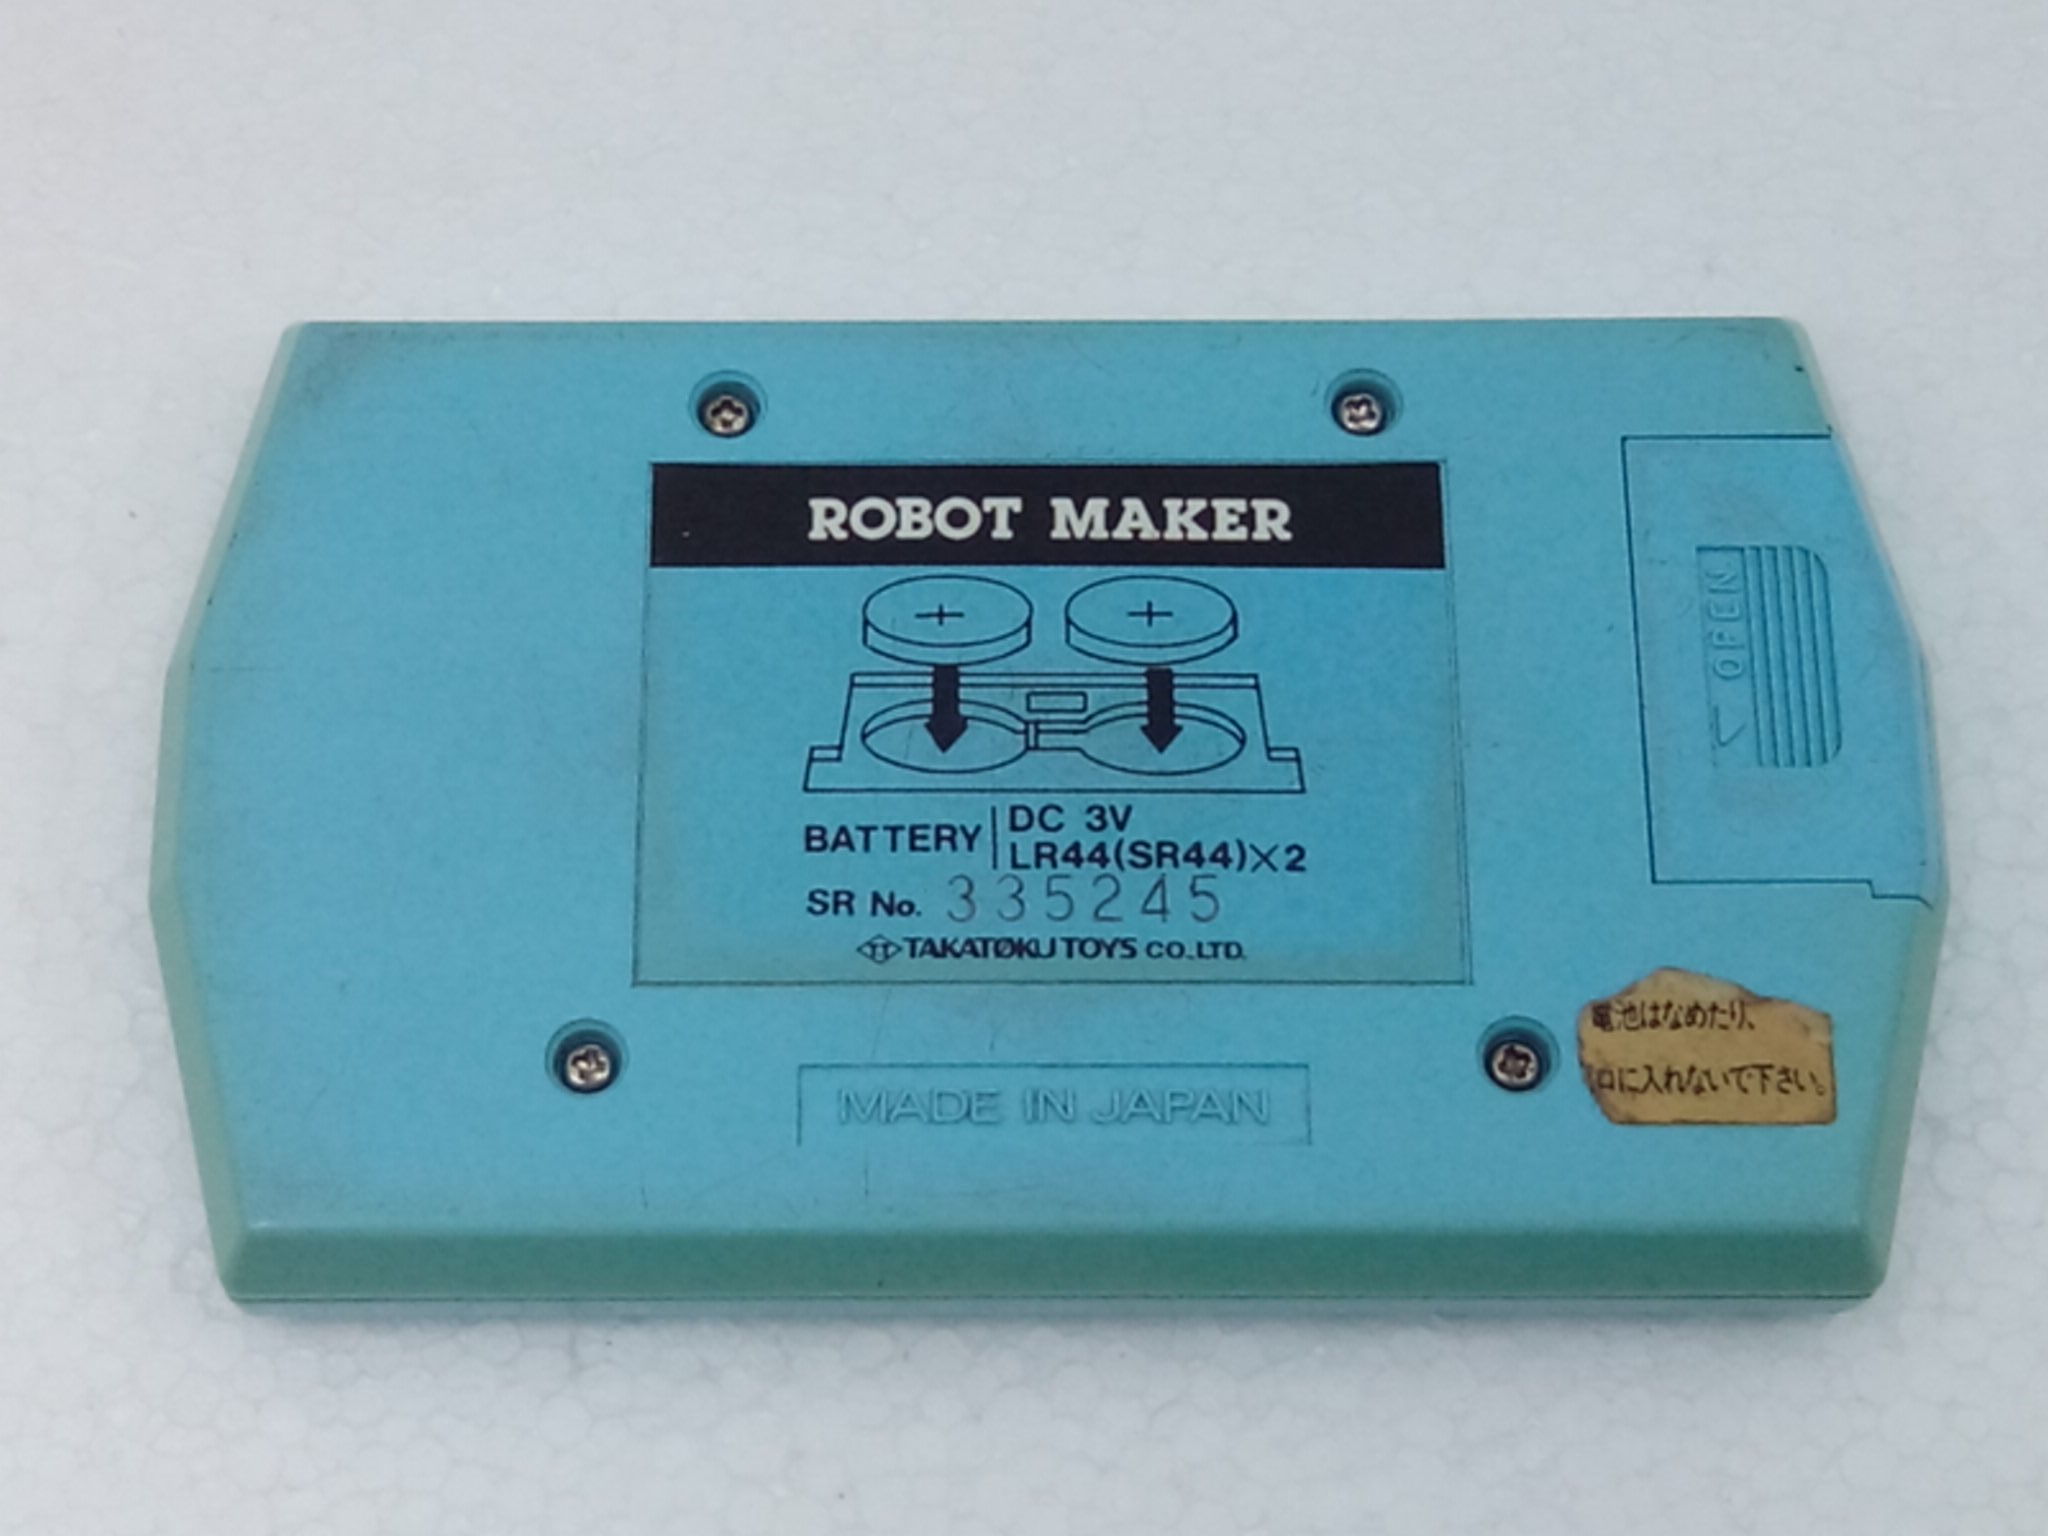 ROBOT MAKER
+ +
BATTERY DC 3V
LR44(SR44)×2
SR No. 335245
TAKATOKU TOYS CO.,LTD.
OPEN
MADE IN JAPAN
電池はなめたり、
口に入れないで下さい。